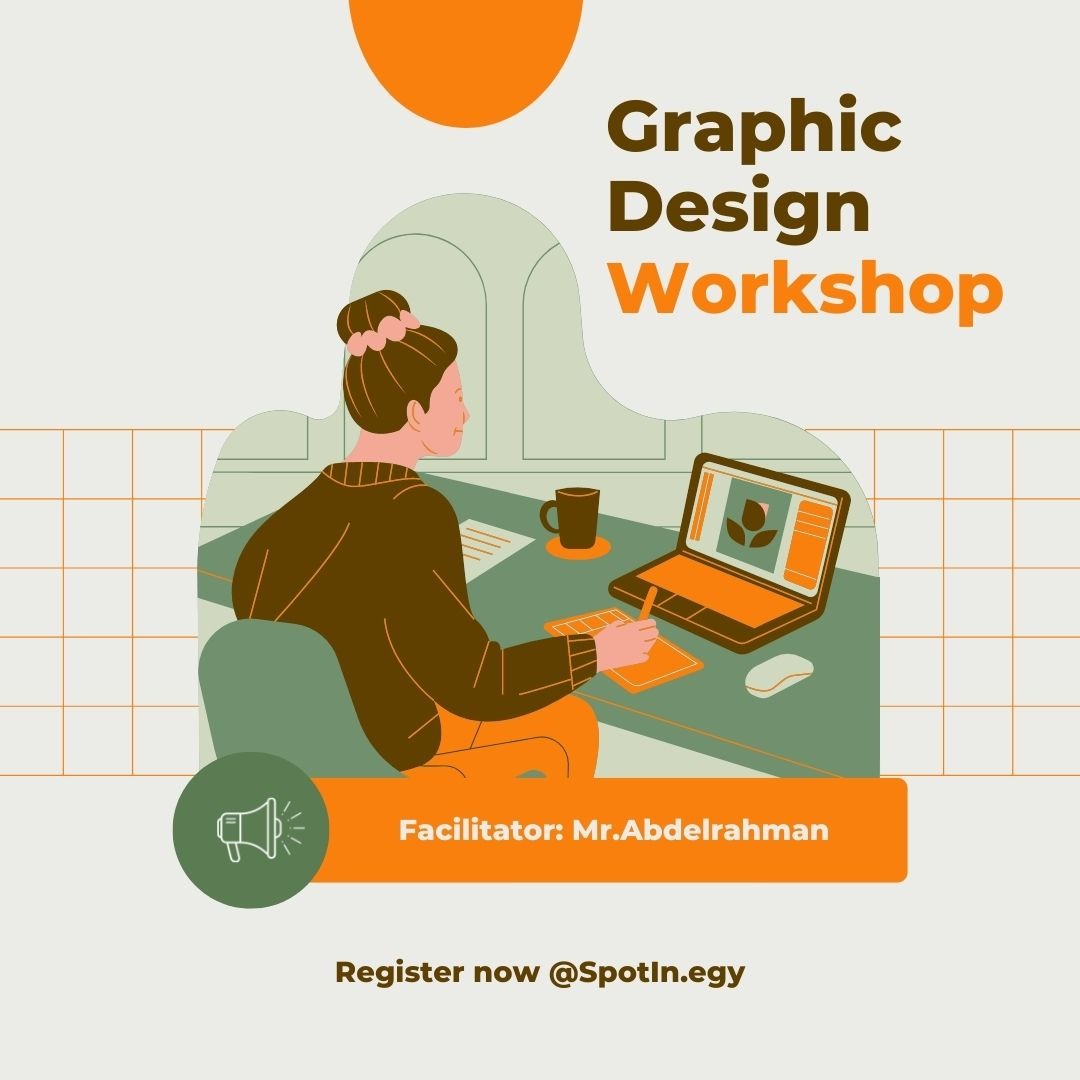 Graphic
Design
Workshop
Facilitator: Mr.Abdelrahman
Register now @SpotIn.egy